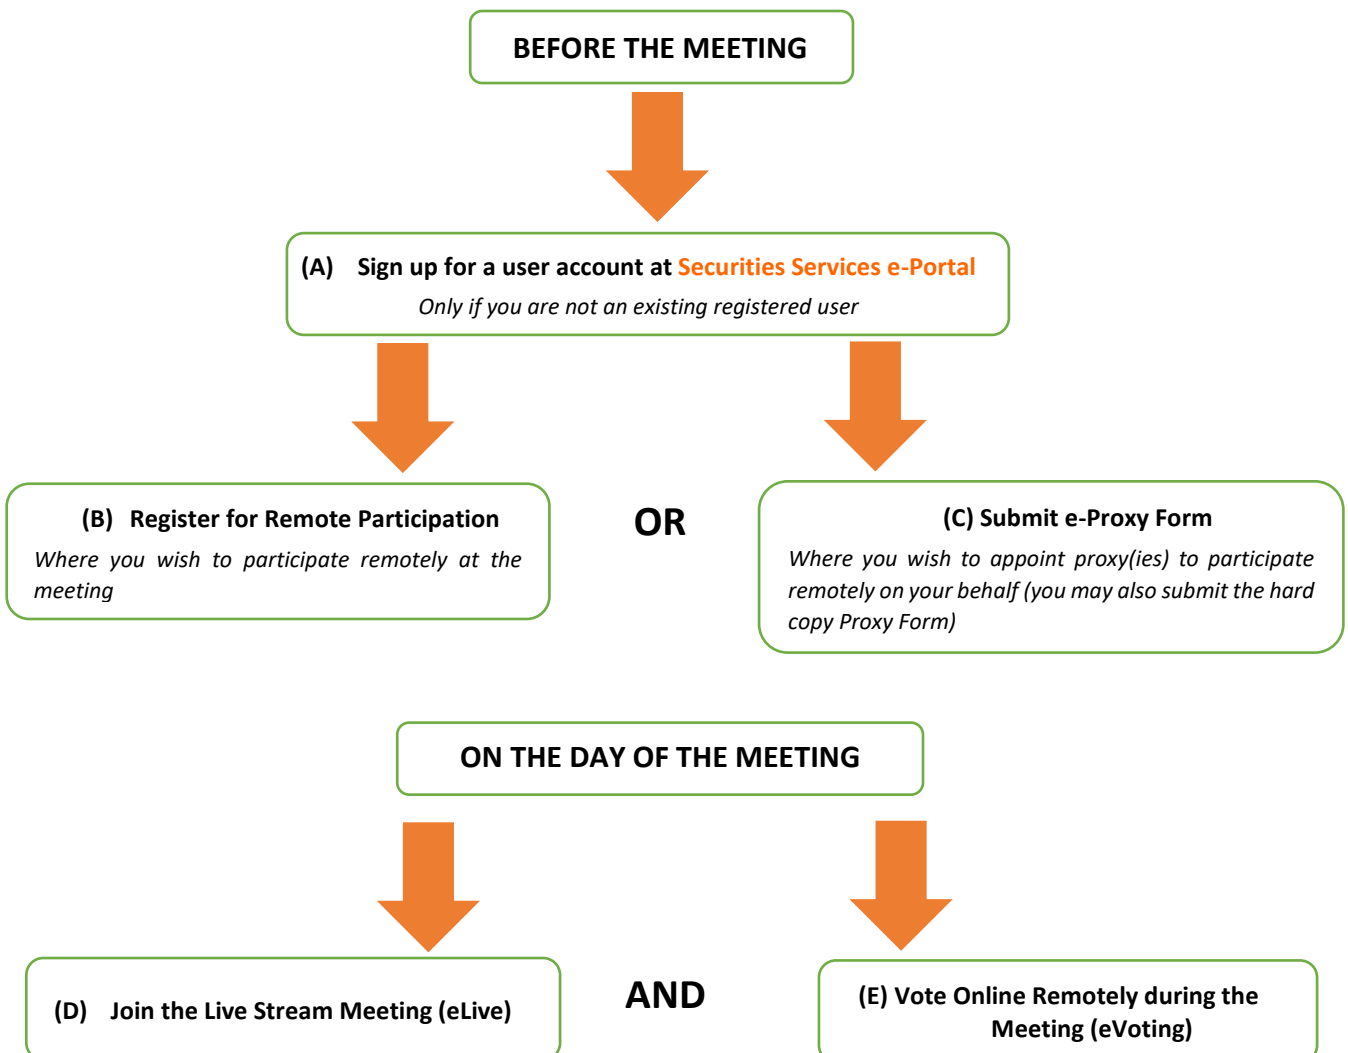 BEFORE THE MEETING
(A) Sign up for a user account at Securities Services e-Portal
Only if you are not an existing registered user
(B) Register for Remote Participation
Where you wish to participate remotely at the
meeting
OR
(C) Submit e-Proxy Form
Where you wish to appoint proxy(ies) to participate
remotely on your behalf (you may also submit the hard
copy Proxy Form)
ON THE DAY OF THE MEETING
(D) Join the Live Stream Meeting (eLive)
AND
(E) Vote Online Remotely during the
Meeting (eVoting)